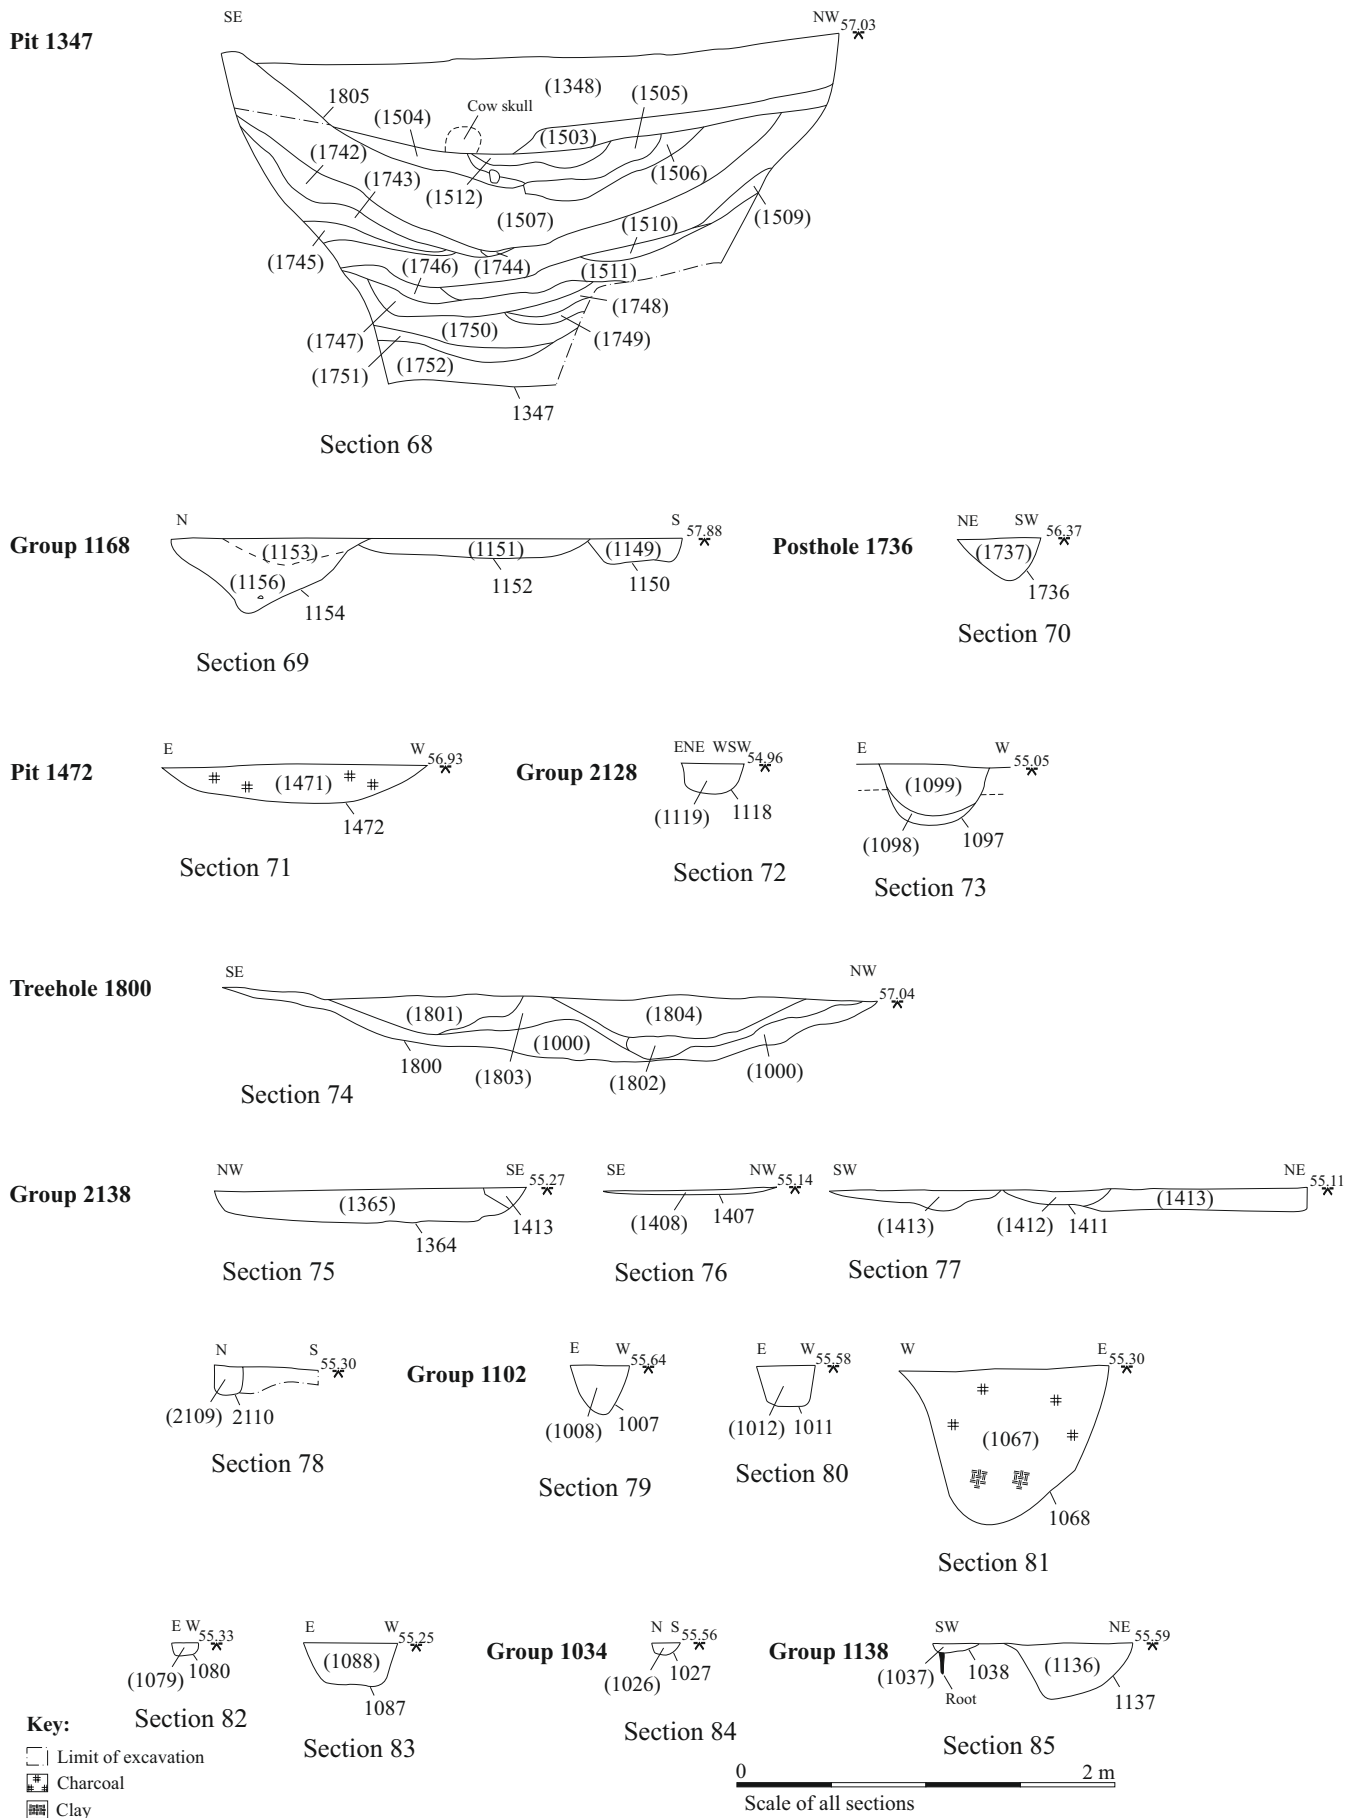 SE NW 57.03
Pit 1347
(1348)
(1505)
1805
Cow skull
(1504)
(1503)
(1742)
(1506)
(1743)
(1512)
(1507)
(1510)
(1509)
(1745)
(1746) (1744)
(1511)
(1748)
(1747)
(1750)
(1749)
(1752)
(1751)
1347
Section 68
N S 57.88
Group 1168
(1153) (1151) (1149)
(1156)
1154
1152
1150
Section 69
NE SW 56.37
Posthole 1736
(1737)
1736
Section 70
E W 56.93
Pit 1472
(1471)
1472
Section 71
ENE WSW 54.96
Group 2128
(1119) 1118
Section 72
E W 55.05
(1099)
(1098) 1097
Section 73
SE NW 57.04
Treehole 1800
(1801) (1804)
(1000)
1800 (1803) (1802) (1000)
Section 74
NW SE 55.27
Group 2138
(1365)
1413
1364
Section 75
SE NW 55.14
(1408) 1407
Section 76
SW NE 55.11
(1413)
(1413) (1412) 1411
Section 77
N S 55.30
(2109) 2110
Section 78
Group 1102
E W 55.64
(1008) 1007
Section 79
E W 55.58
(1012) 1011
Section 80
W E 55.30
(1067)
1068
Section 81
E W 55.33
(1079) 1080
Section 82
E W 55.25
(1088)
1087
Section 83
Group 1034
N S 55.56
(1026) 1027
Section 84
Group 1138
SW NE 55.59
(1037) 1038 (1136)
Root
1137
Section 85
Key:
Limit of excavation
Charcoal
Clay
0 2 m
Scale of all sections